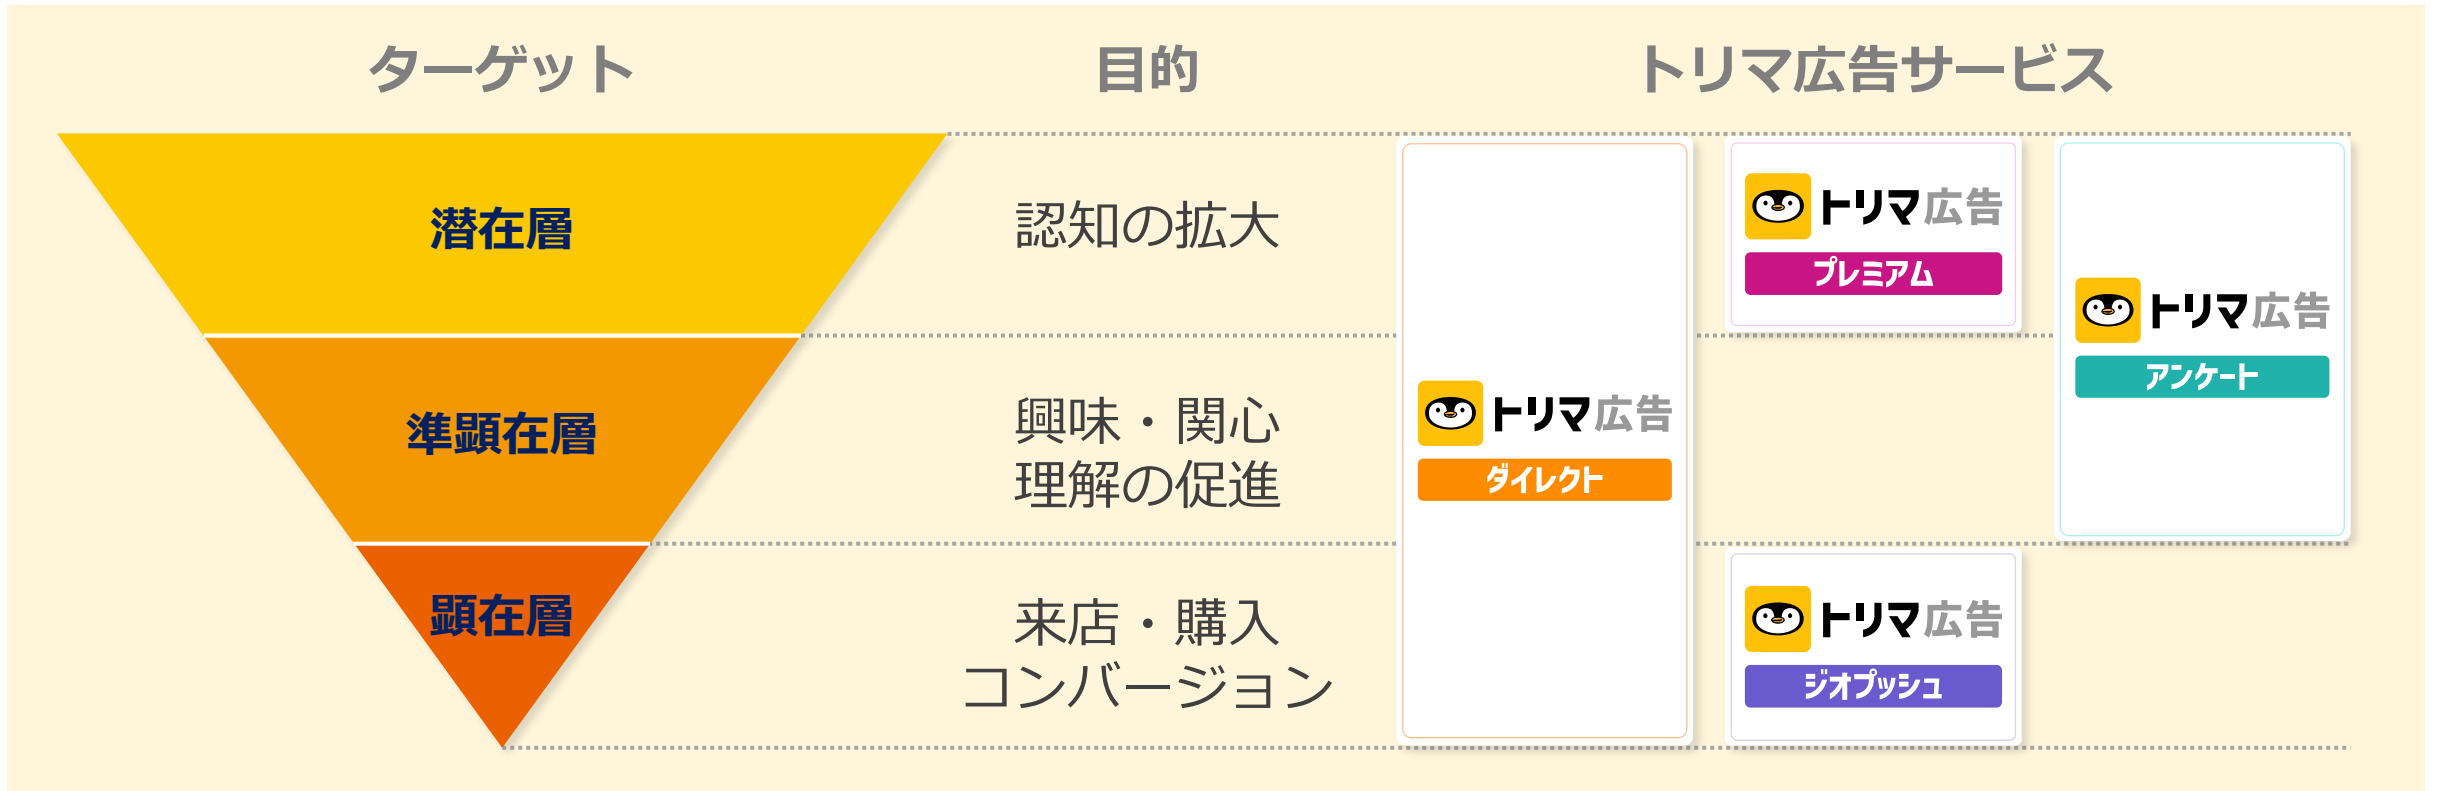 ターゲット
目的
トリマ広告サービス
潜在層
認知の拡大
トリマ広告
プレミアム
トリマ広告
アンケート
準顕在層
興味・関心
理解の促進
トリマ広告
ダイレクト
顕在層
来店・購入
コンバージョン
トリマ広告
ジオプッシュ